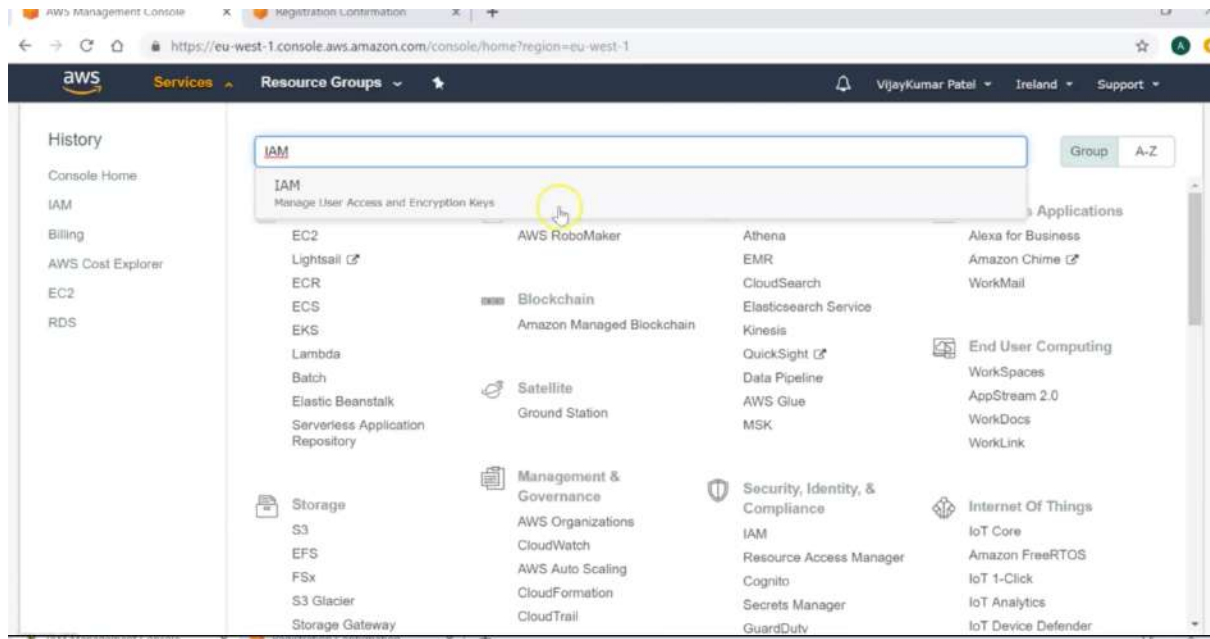 AWS Management Console
Registration Confirmation
https://eu-west-1.console.aws.amazon.com/console/home?region=eu-west-1
A
aws
Services
Resource Groups
VijayKumar Patel
Ireland
Support
History
Console Home
IAM
Billing
AWS Cost Explorer
EC2
RDS
IAM
Group
A-Z
IAM
Manage User Access and Encryption Keys
EC2
Lightsail
ECR
ECS
EKS
Lambda
Batch
Elastic Beanstalk
Serverless Application
Repository
Storage
S3
EFS
FSx
S3 Glacier
Storage Gateway
AWS RoboMaker
Blockchain
Amazon Managed Blockchain
Satellite
Ground Station
Management &
Governance
AWS Organizations
CloudWatch
AWS Auto Scaling
CloudFormation
CloudTrail
Athena
EMR
CloudSearch
Elasticsearch Service
Kinesis
QuickSight
Data Pipeline
AWS Glue
MSK
Security, Identity, &
Compliance
IAM
Resource Access Manager
Cognito
Secrets Manager
GuardDuty
Applications
Alexa for Business
Amazon Chime
WorkMail
End User Computing
WorkSpaces
AppStream 2.0
WorkDocs
WorkLink
Internet Of Things
IoT Core
Amazon FreeRTOS
IoT 1-Click
IoT Analytics
IoT Device Defender